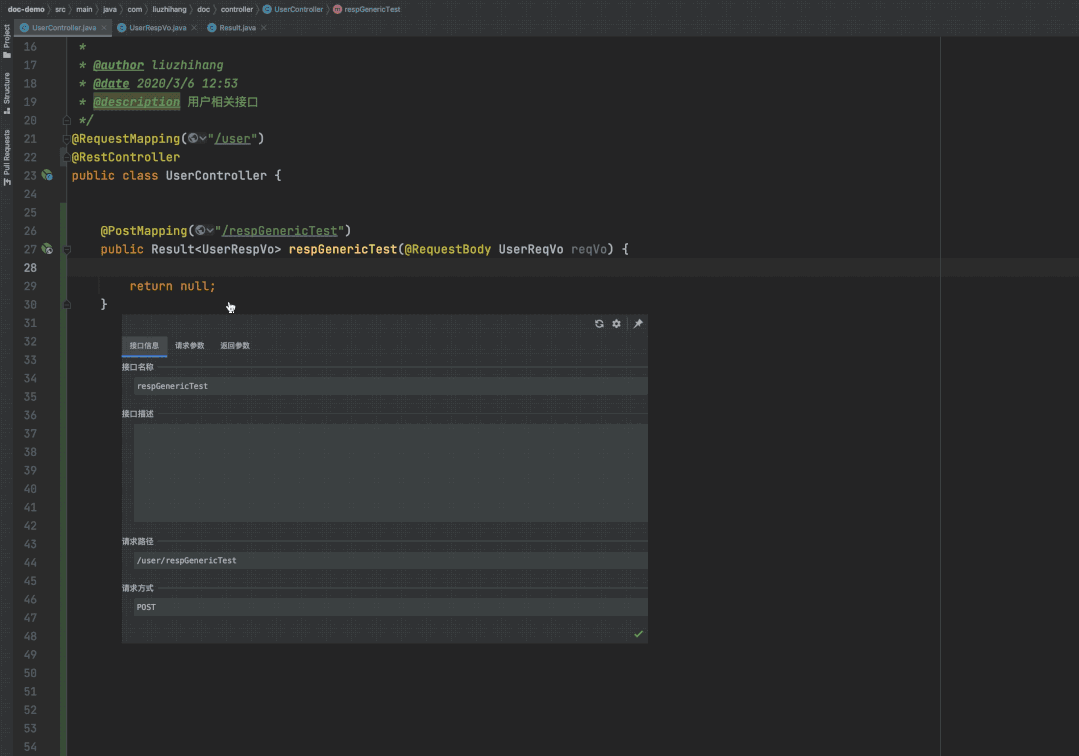 doc-demo src main java com liuzhihang doc controller UserController respGenericTest
UserController.java UserRespVo.java Result.java
Project
Structure
Pull Requests
16 *
17 * @author liuzhihang
18 * @date 2020/3/6 12:53
19 * @description 用户相关接口
20 */
21 @RequestMapping("/user")
22 @RestController
23 public class UserController {
24
25
26 @PostMapping("/respGenericTest")
27 public Result<UserRespVo> respGenericTest(@RequestBody UserReqVo reqVo) {
28
29 return null;
30 }
31
32
33
34
35
36
37
38
39
40
41
42
43
44
45
46
47
48
49
50
51
52
53
54
接口信息 请求参数 返回参数
接口名称
respGenericTest
接口描述
请求路径
/user/respGenericTest
请求方式
POST